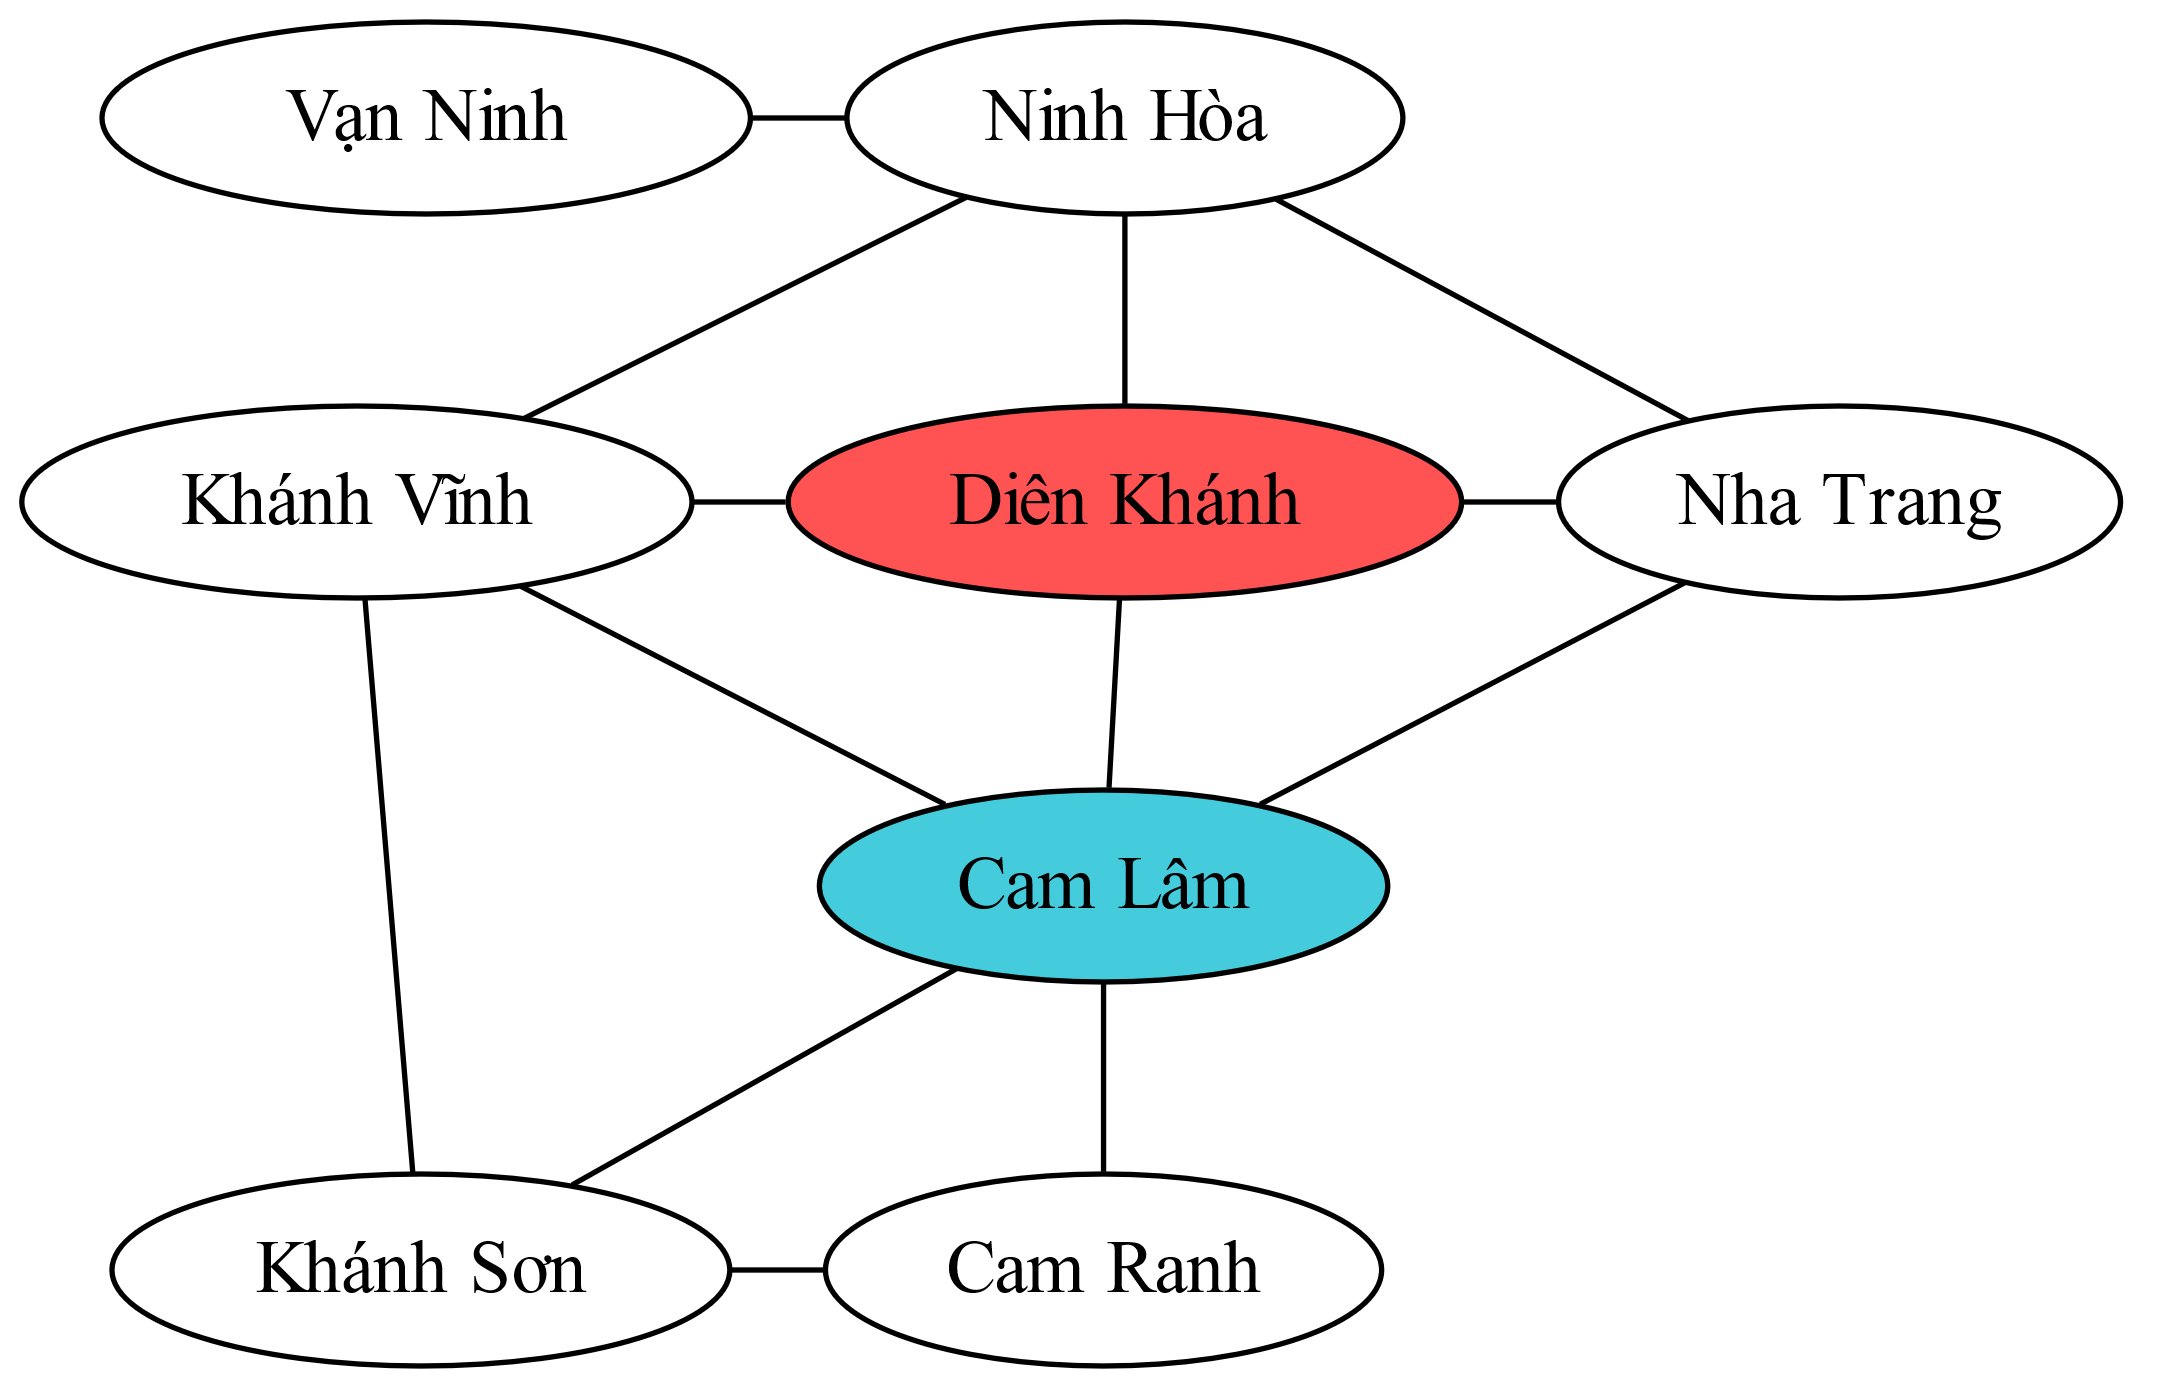 Vạn Ninh
Ninh Hòa
Khánh Vĩnh
Diên Khánh
Nha Trang
Cam Lâm
Khánh Sơn
Cam Ranh